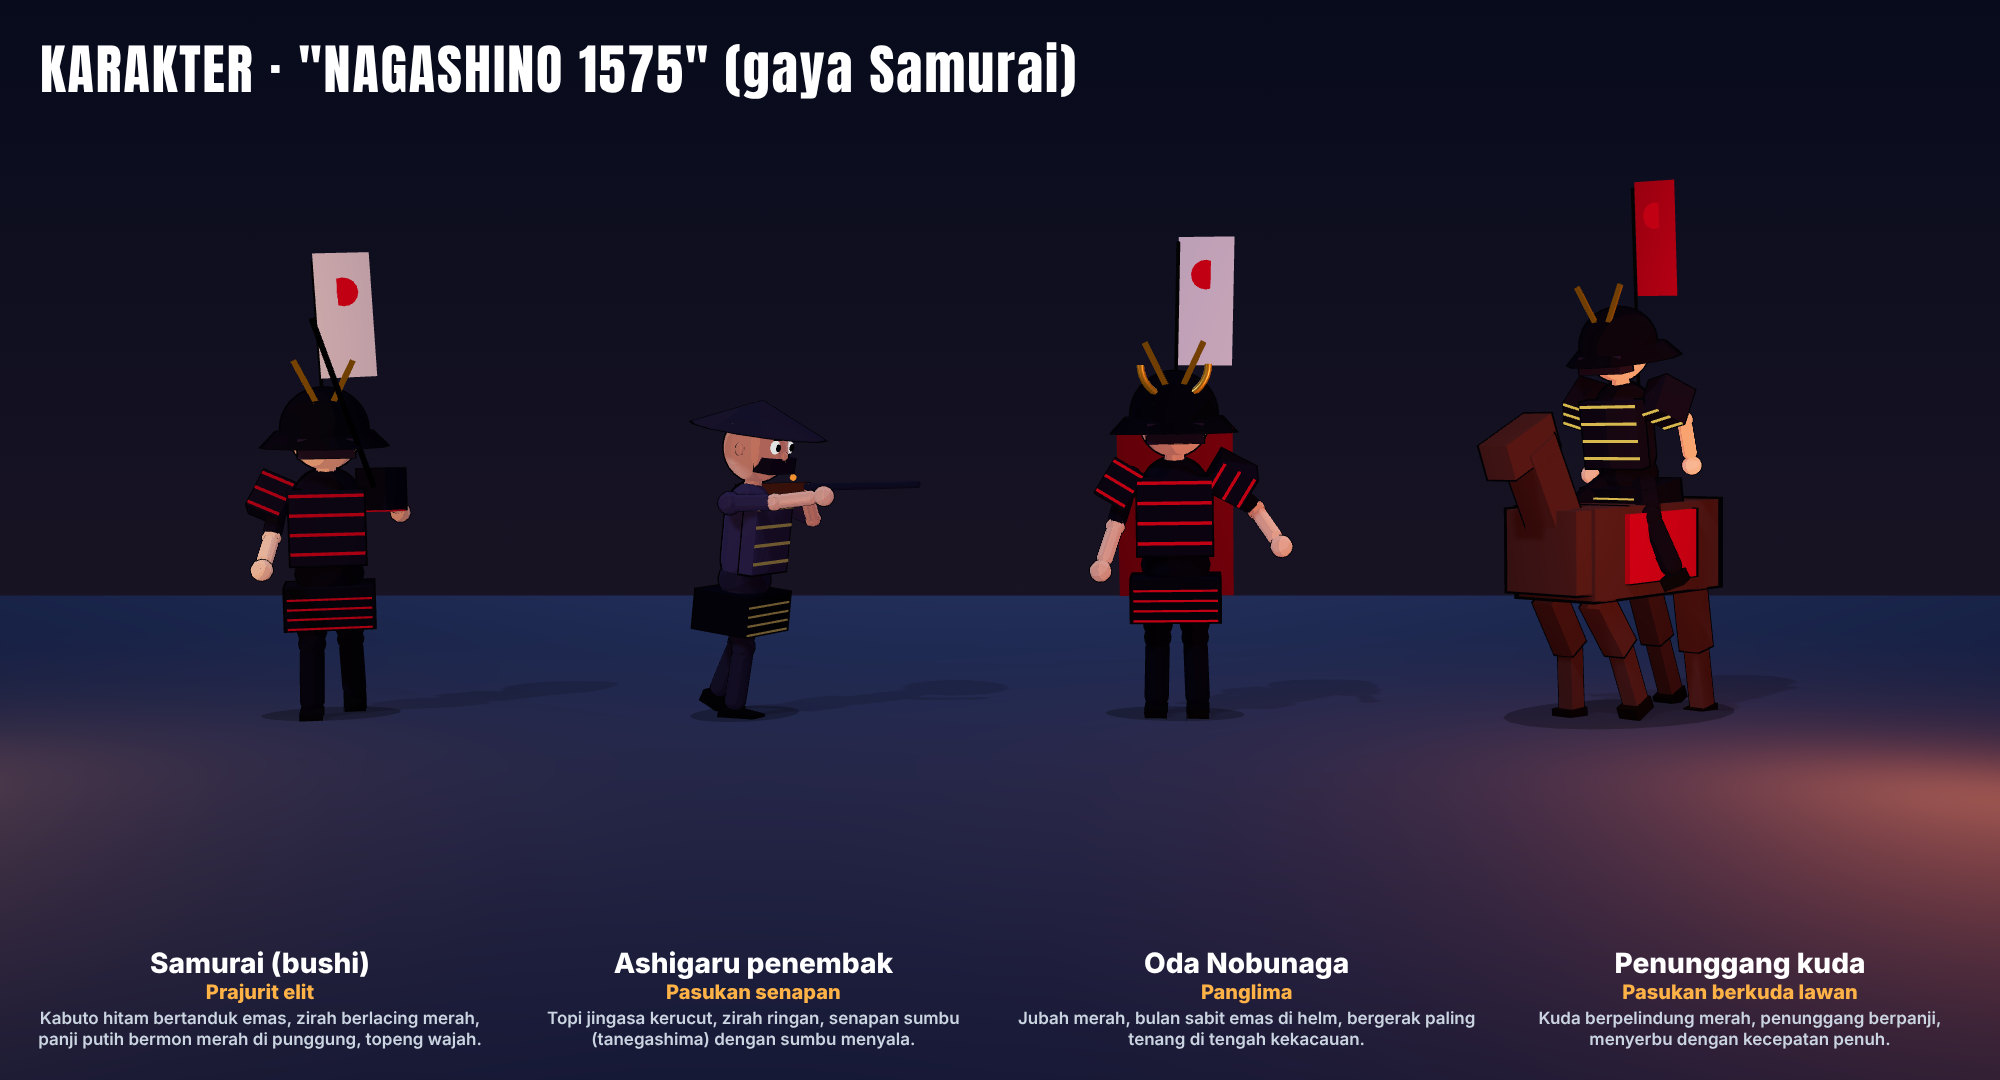 KARAKTER · "NAGASHINO 1575" (gaya Samurai)
Samurai (bushi)
Prajurit elit
Kabuto hitam bertanduk emas, zirah berlacing merah,
panji putih bermon merah di punggung, topeng wajah.
Ashigaru penembak
Pasukan senapan
Topi jingasa kerucut, zirah ringan, senapan sumbu
(tanegashima) dengan sumbu menyala.
Oda Nobunaga
Panglima
Jubah merah, bulan sabit emas di helm, bergerak paling
tenang di tengah kekacauan.
Penunggang kuda
Pasukan berkuda lawan
Kuda berpelindung merah, penunggang berpanji,
menyerbu dengan kecepatan penuh.